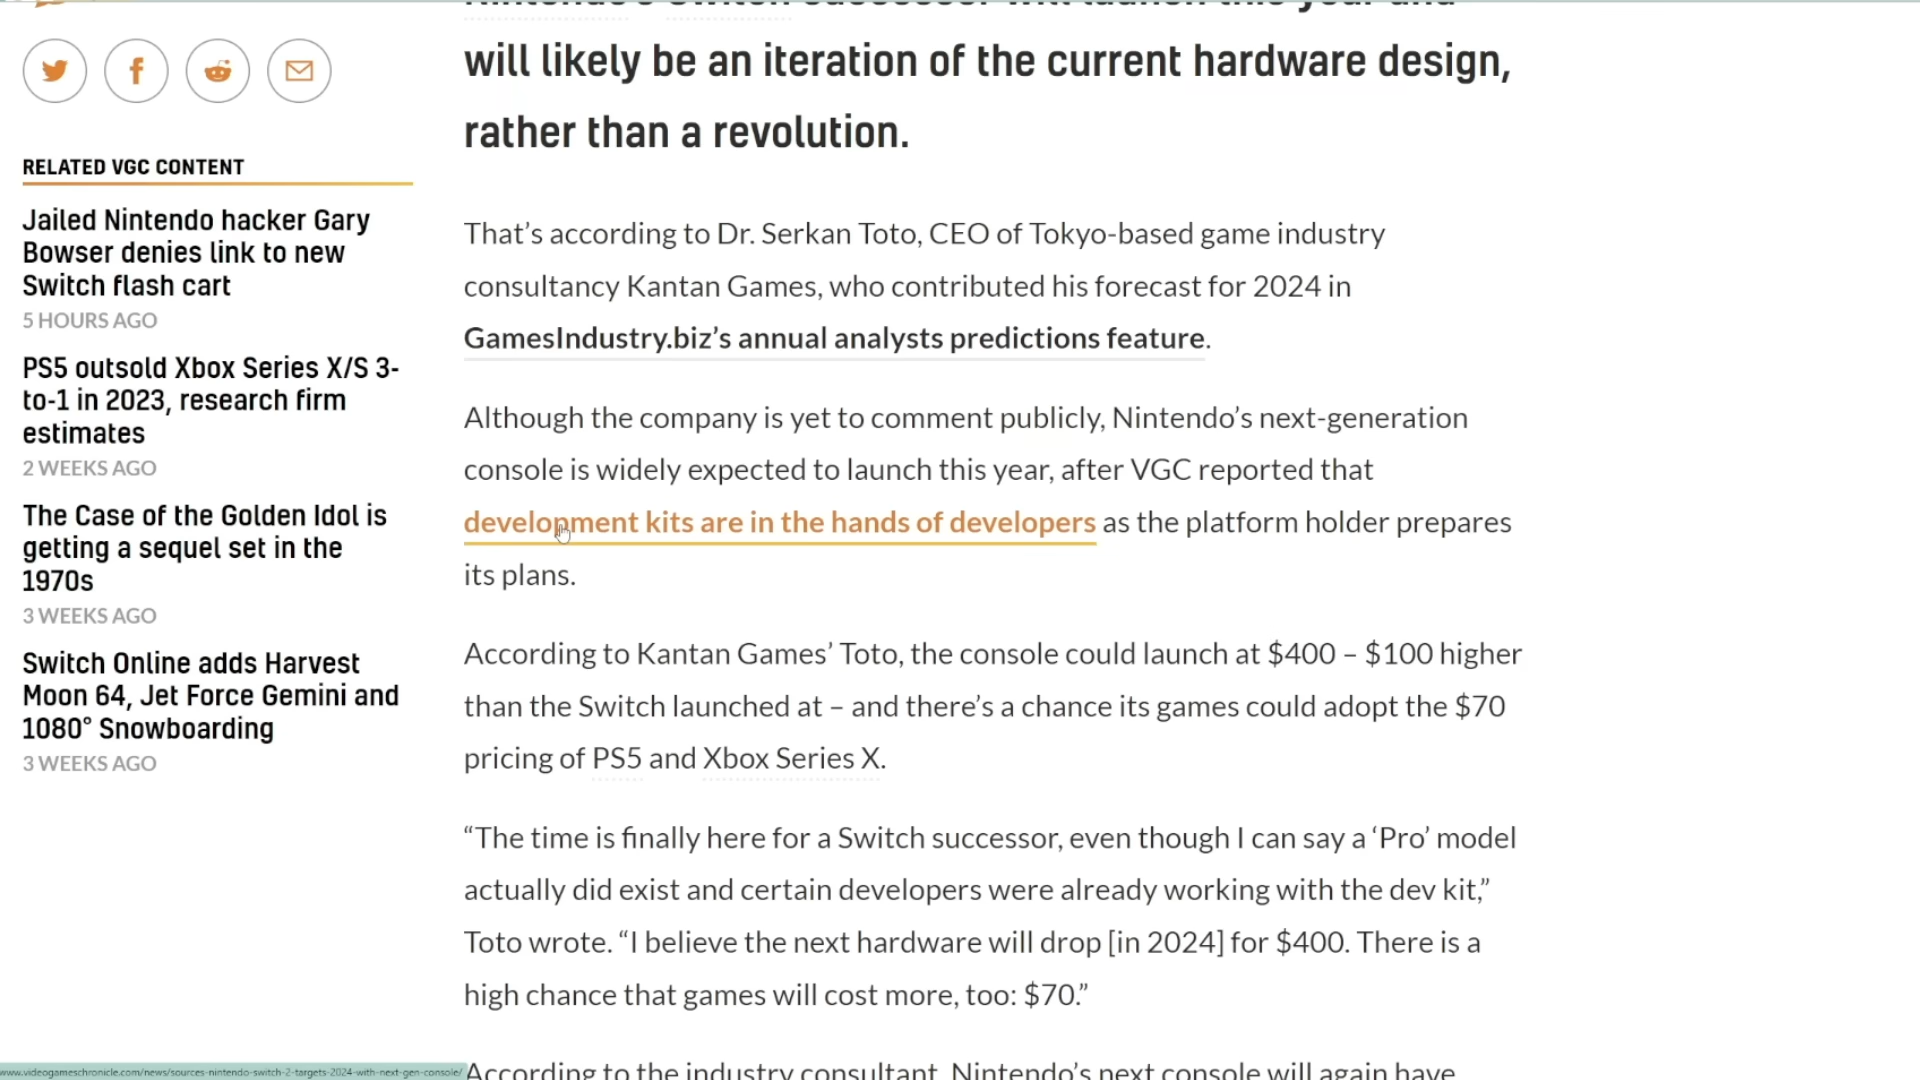 Nintendo's Switch successor will launch this year and
will likely be an iteration of the current hardware design,
rather than a revolution.
RELATED VGC CONTENT
Jailed Nintendo hacker Gary
Bowser denies link to new
Switch flash cart
5 HOURS AGO
PS5 outsold Xbox Series X/S 3-
to-1 in 2023, research firm
estimates
2 WEEKS AGO
The Case of the Golden Idol is
getting a sequel set in the
1970s
3 WEEKS AGO
Switch Online adds Harvest
Moon 64, Jet Force Gemini and
1080° Snowboarding
3 WEEKS AGO
That’s according to Dr. Serkan Toto, CEO of Tokyo-based game industry
consultancy Kantan Games, who contributed his forecast for 2024 in
GamesIndustry.biz’s annual analysts predictions feature.
Although the company is yet to comment publicly, Nintendo’s next-generation
console is widely expected to launch this year, after VGC reported that
development kits are in the hands of developers as the platform holder prepares
its plans.
According to Kantan Games’ Toto, the console could launch at $400 – $100 higher
than the Switch launched at – and there’s a chance its games could adopt the $70
pricing of PS5 and Xbox Series X.
“The time is finally here for a Switch successor, even though I can say a ‘Pro’ model
actually did exist and certain developers were already working with the dev kit,”
Toto wrote. “I believe the next hardware will drop [in 2024] for $400. There is a
high chance that games will cost more, too: $70.”
According to the industry consultant, Nintendo’s next console will again have
www.videogameschronicle.com/news/sources-nintendo-switch-2-targets-2024-with-next-gen-console/